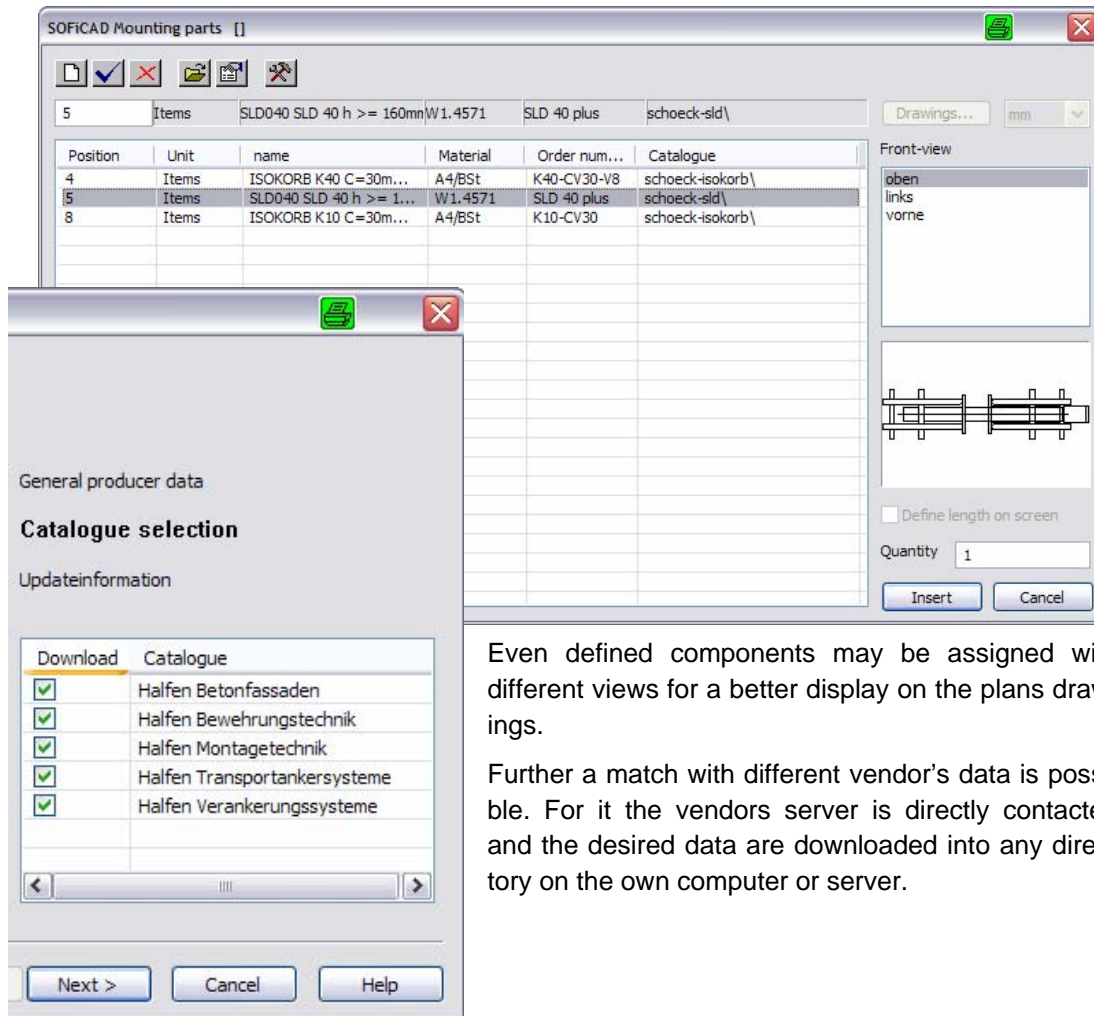 SOFiCAD Mounting parts []
5 Items SLD040 SLD 40 h >= 160mm W1.4571 SLD 40 plus schoeck-sld\ Drawings... mm
Position Unit name Material Order num... Catalogue
4 Items ISOKORB K40 C=30m... A4/BSt K40-CV30-V8 schoeck-isokorb\
5 Items SLD040 SLD 40 h >= 1... W1.4571 SLD 40 plus schoeck-sld\
8 Items ISOKORB K10 C=30m... A4/BSt K10-CV30 schoeck-isokorb\
Front-view
oben
links
vorne
Define length on screen
Quantity 1
Insert Cancel
General producer data
Catalogue selection
Updateinformation
Download Catalogue
Halfen Betonfassaden
Halfen Bewehrungstechnik
Halfen Montagetechnik
Halfen Transportankersysteme
Halfen Verankerungssysteme
Next > Cancel Help
Even defined components may be assigned wi
different views for a better display on the plans draw
ings.
Further a match with different vendor's data is poss
ble. For it the vendors server is directly contacte
and the desired data are downloaded into any dire
tory on the own computer or server.